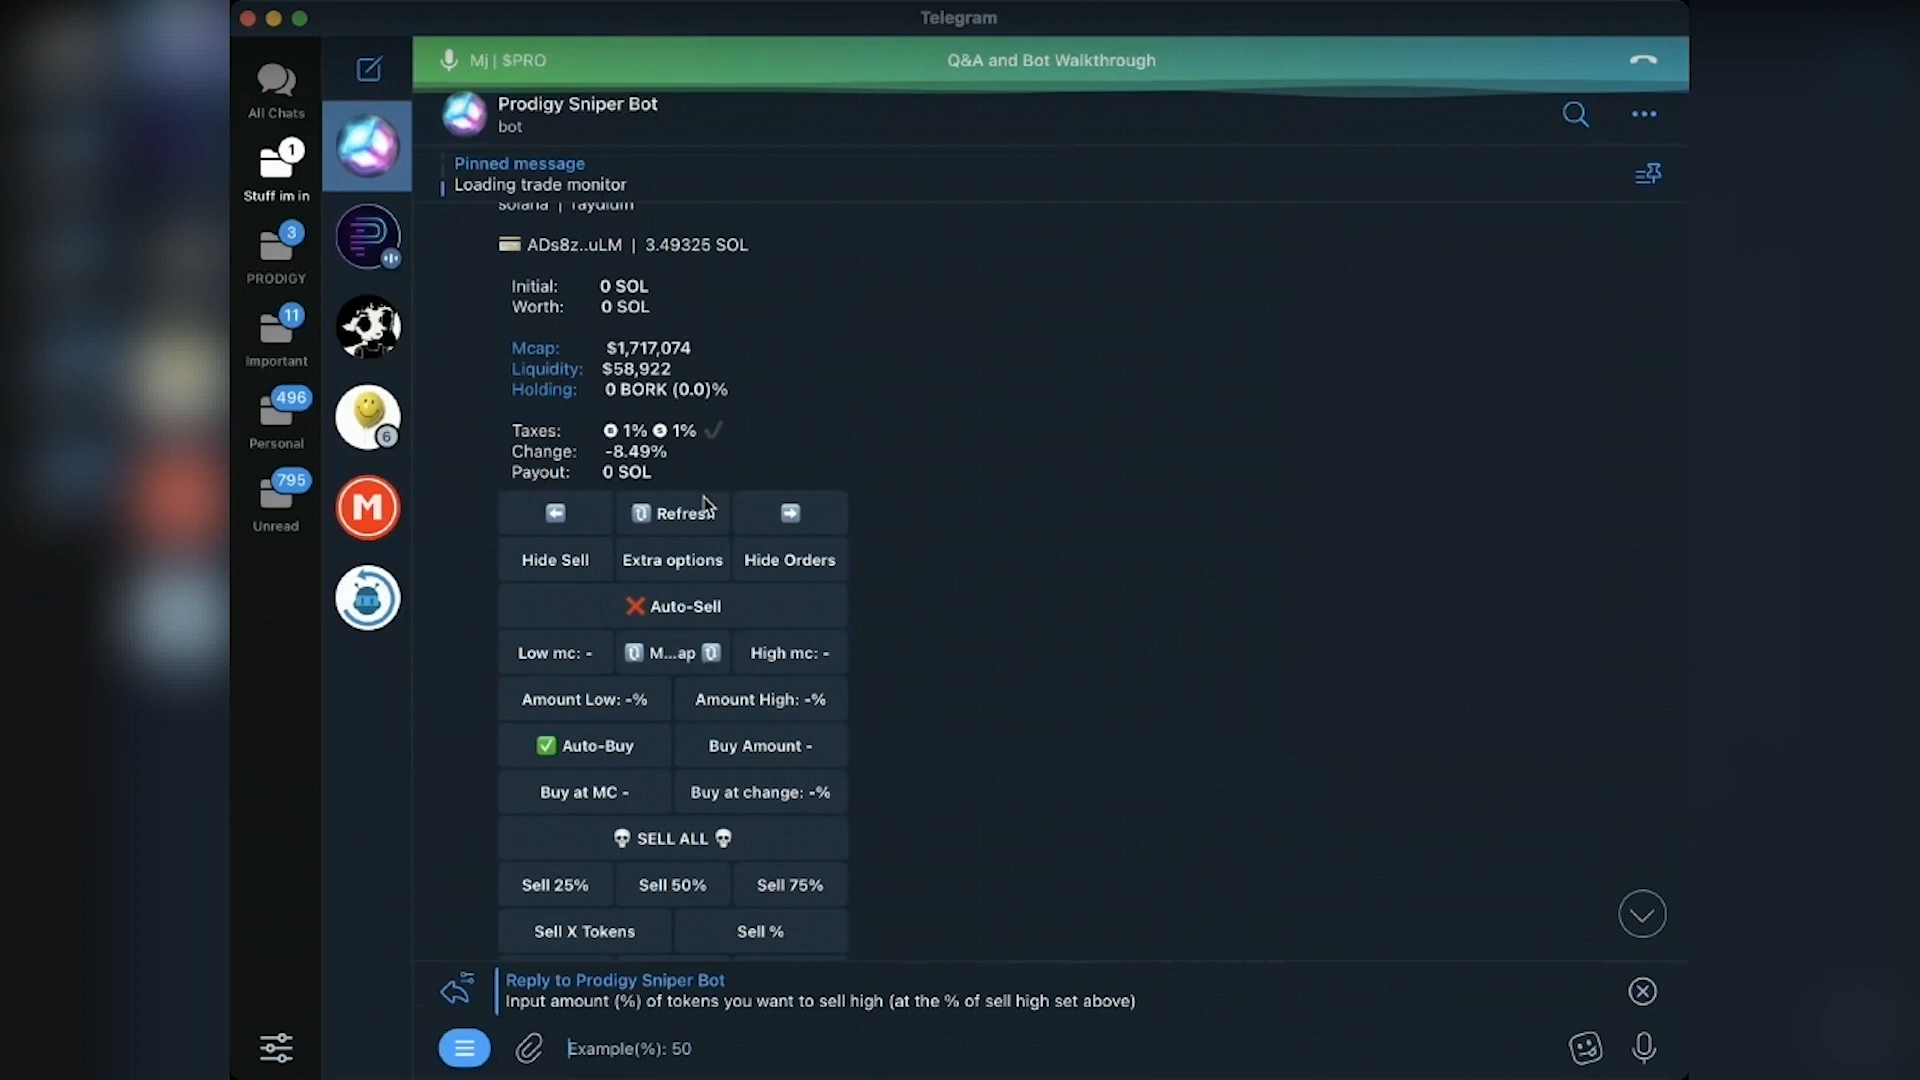 Telegram
Mj | $PRO
Q&A and Bot Walkthrough
All Chats
1
Stuff im in
3
PRODIGY
11
Important
496
Personal
795
Unread
6
M
Prodigy Sniper Bot
bot
Pinned message
Loading trade monitor
solana | raydium
ADs8z..uLM | 3.49325 SOL
Initial: 0 SOL
Worth: 0 SOL
Mcap: $1,717,074
Liquidity: $58,922
Holding: 0 BORK (0.0)%
Taxes: B 1% S 1%
Change: -8.49%
Payout: 0 SOL
Refresh
Hide Sell Extra options Hide Orders
Auto-Sell
Low mc: - M...ap High mc: -
Amount Low: -% Amount High: -%
Auto-Buy Buy Amount -
Buy at MC - Buy at change: -%
SELL ALL
Sell 25% Sell 50% Sell 75%
Sell X Tokens Sell %
Reply to Prodigy Sniper Bot
Input amount (%) of tokens you want to sell high (at the % of sell high set above)
Example(%): 50